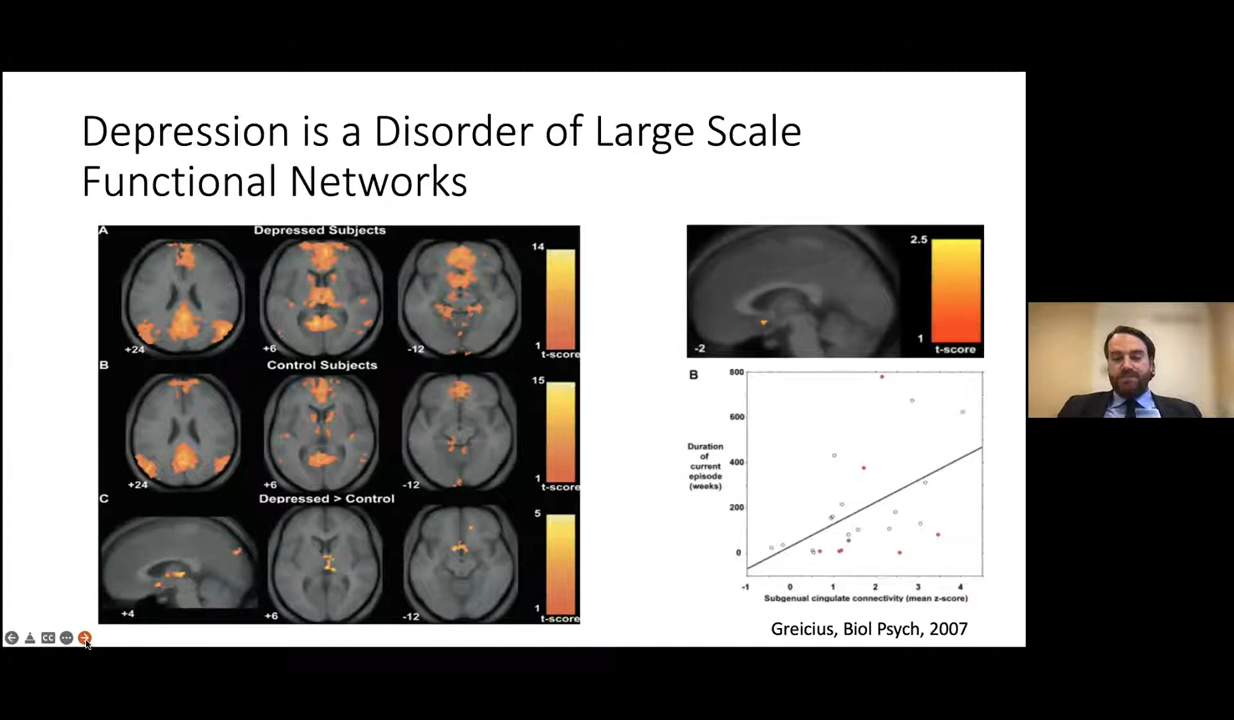 Depression is a Disorder of Large Scale
Functional Networks
A
Depressed Subjects
14
+24
+6
-12
1
t-score
B
Control Subjects
15
+24
+6
-12
1
t-score
C
Depressed > Control
5
+4
+6
-12
1
t-score
2.5
-2
1
t-score
B
800
600
Duration
of
current
episode
(weeks)
400
200
0
-1 0 1 2 3 4
Subgenual cingulate connectivity (mean z-score)
Greicius, Biol Psych, 2007
CC